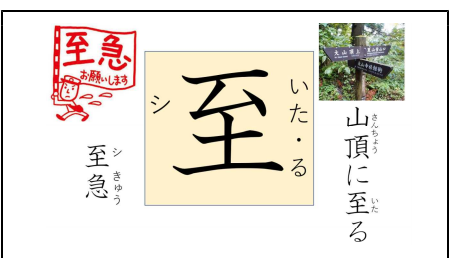 至急
お願いします
シ
至
いた・る
至急
シ きゅう
山頂に至る
さんちょう
いた